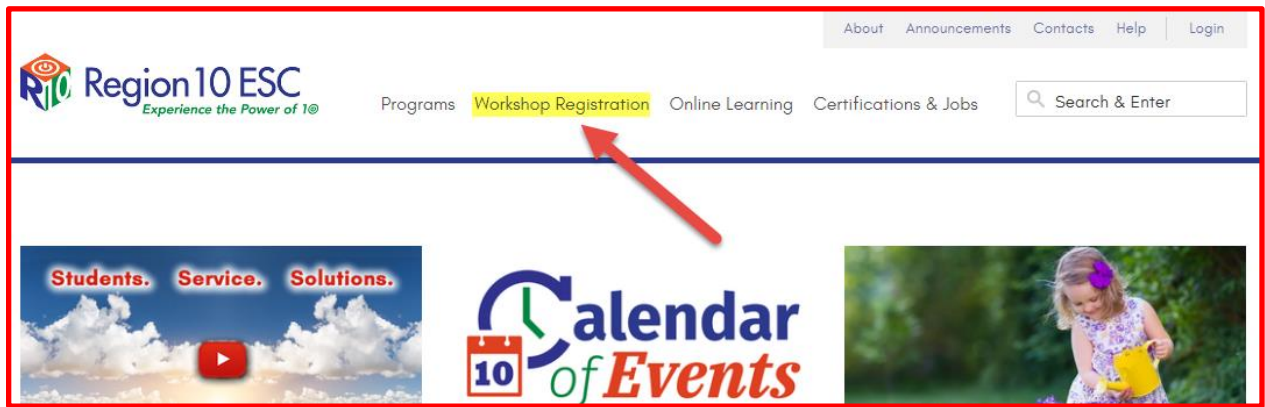 About Announcements Contacts Help Login
R10 Region 10 ESC
Experience the Power of 10
Programs Workshop Registration Online Learning Certifications & Jobs Search & Enter
Students. Service. Solutions.
Calendar
10 of Events